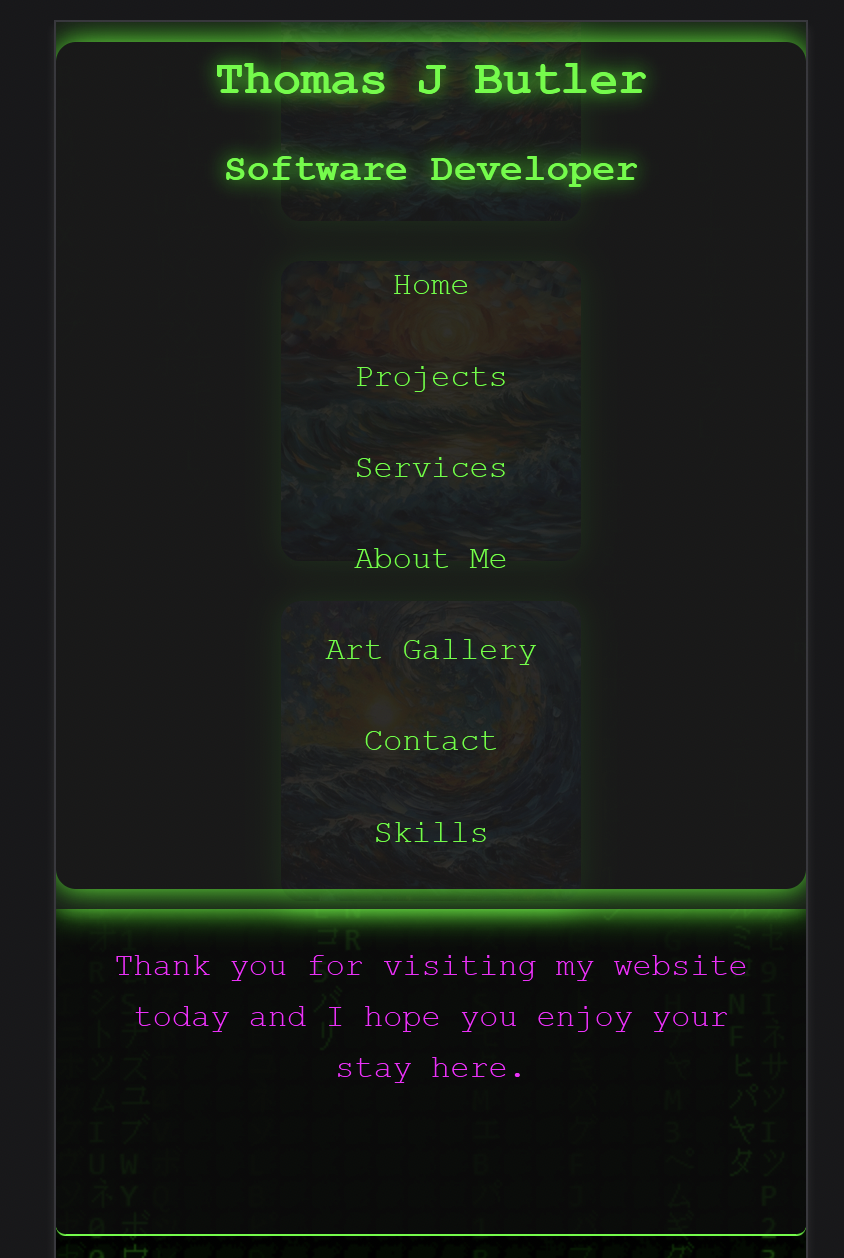 Thomas J Butler
Software Developer
Home
Projects
Services
About Me
Art Gallery
Contact
Skills
Thank you for visiting my website
today and I hope you enjoy your
stay here.